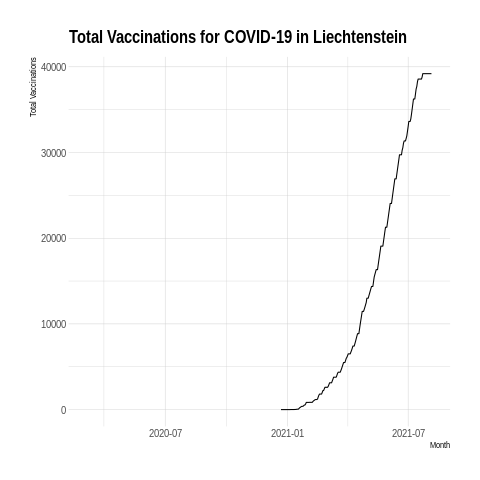 Total Vaccinations for COVID-19 in Liechtenstein
Total Vaccinations
40000
30000
20000
10000
0
2020-07 2021-01 2021-07
Month